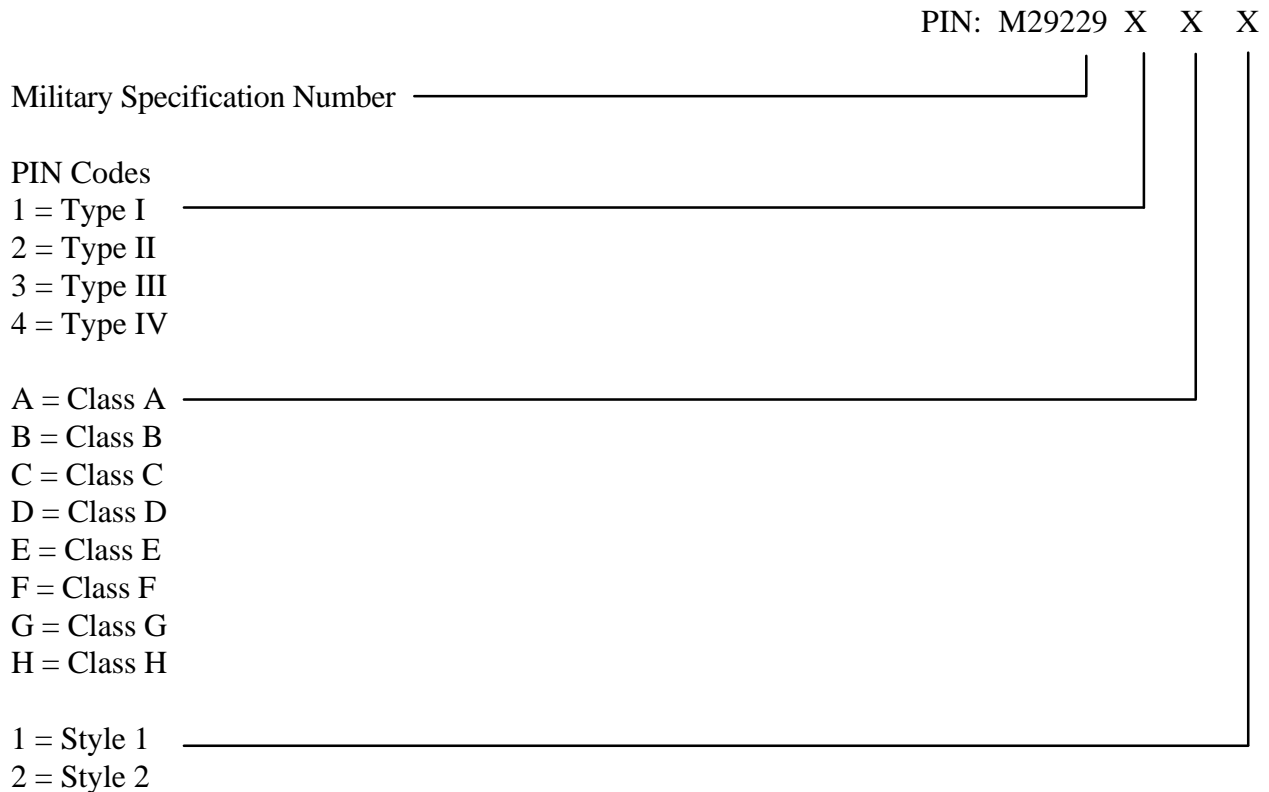 PIN: M29229 X X X
Military Specification Number
PIN Codes
1 = Type I
2 = Type II
3 = Type III
4 = Type IV
A = Class A
B = Class B
C = Class C
D = Class D
E = Class E
F = Class F
G = Class G
H = Class H
1 = Style 1
2 = Style 2